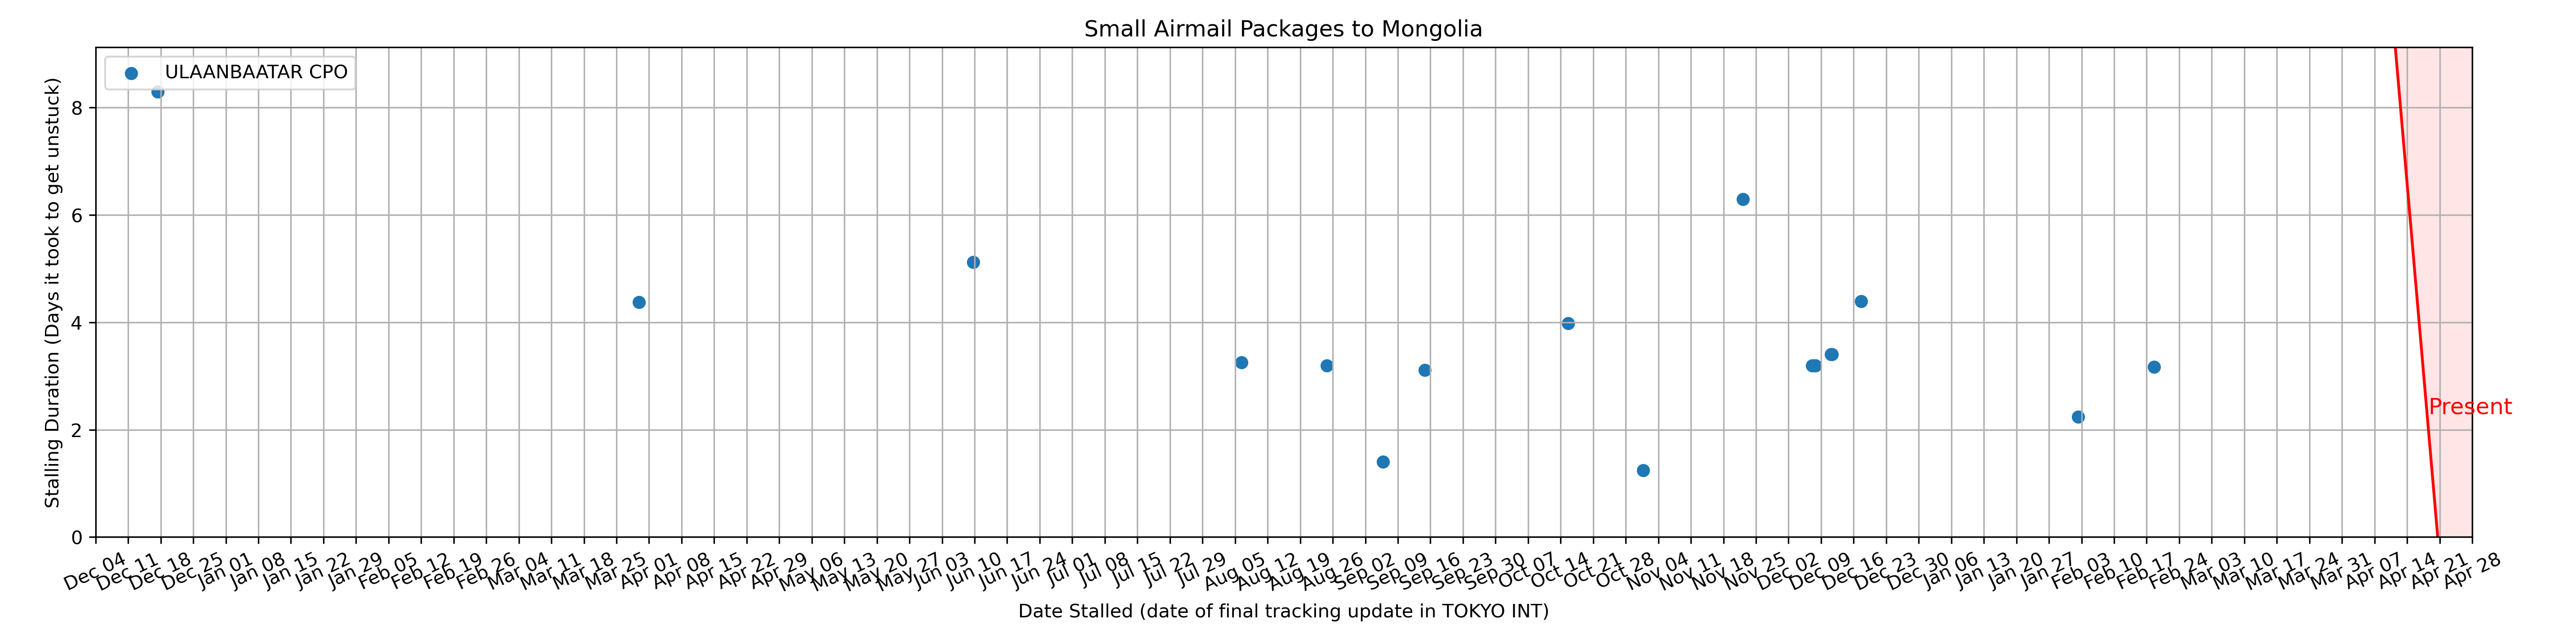 Small Airmail Packages to Mongolia
ULAANBAATAR CPO
Stalling Duration (Days it took to get unstuck)
8
6
4
2
0
Present
Dec 04
Dec 11
Dec 18
Dec 25
Jan 01
Jan 08
Jan 15
Jan 22
Jan 29
Feb 05
Feb 12
Feb 19
Feb 26
Mar 04
Mar 11
Mar 18
Mar 25
Apr 01
Apr 08
Apr 15
Apr 22
Apr 29
May 06
May 13
May 20
May 27
Jun 03
Jun 10
Jun 17
Jun 24
Jul 01
Jul 08
Jul 15
Jul 22
Jul 29
Aug 05
Aug 12
Aug 19
Aug 26
Sep 02
Sep 09
Sep 16
Sep 23
Sep 30
Oct 07
Oct 14
Oct 21
Oct 28
Nov 04
Nov 11
Nov 18
Nov 25
Dec 02
Dec 09
Dec 16
Dec 23
Dec 30
Jan 06
Jan 13
Jan 20
Jan 27
Feb 03
Feb 10
Feb 17
Feb 24
Mar 03
Mar 10
Mar 17
Mar 24
Mar 31
Apr 07
Apr 14
Apr 21
Apr 28
Date Stalled (date of final tracking update in TOKYO INT)